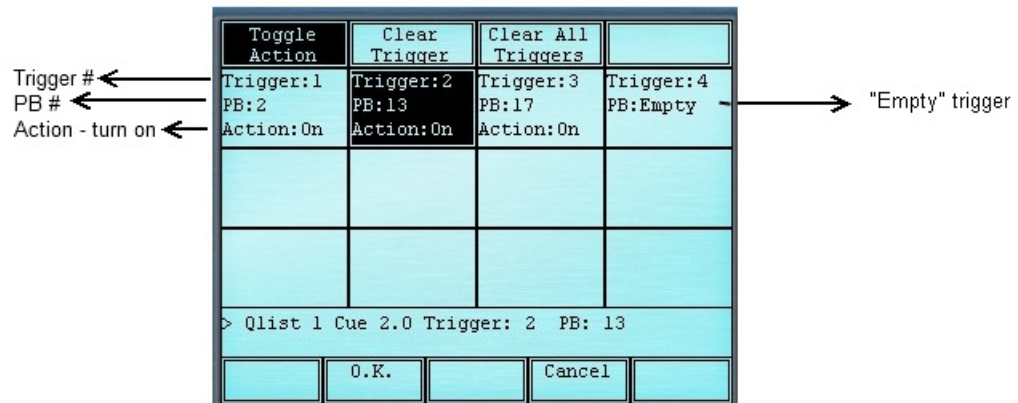 Toggle Action
Clear Trigger
Clear All Triggers
Trigger #
PB #
Action - turn on
Trigger:1
PB:2
Action:On
Trigger:2
PB:13
Action:On
Trigger:3
PB:17
Action:On
Trigger:4
PB:Empty
"Empty" trigger
> Qlist 1 Cue 2.0 Trigger: 2 PB: 13
O.K.
Cancel